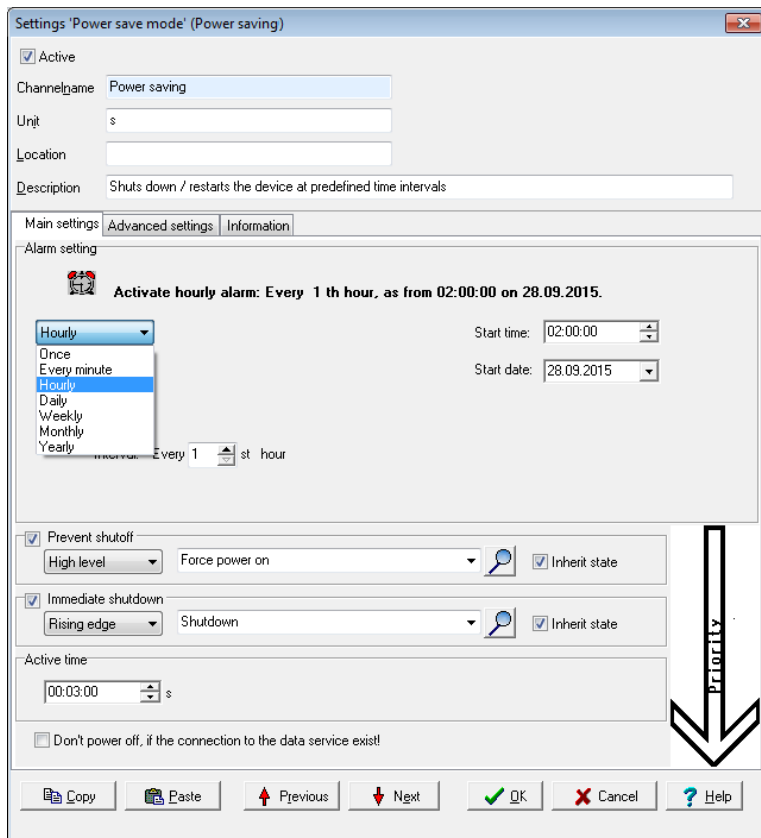 Settings 'Power save mode' (Power saving)
Active
Channelname Power saving
Unit s
Location
Description Shuts down / restarts the device at predefined time intervals
Main settings Advanced settings Information
Alarm setting
Activate hourly alarm: Every 1 th hour, as from 02:00:00 on 28.09.2015.
Hourly Start time: 02:00:00
Once
Every minute Start date: 28.09.2015
Hourly
Daily
Weekly
Monthly
Yearly
Every 1 st hour
Prevent shutoff
High level Force power on Inherit state
Immediate shutdown
Rising edge Shutdown Inherit state
Active time
00:03:00 s
Priority
Don't power off, if the connection to the data service exist!
Copy Paste Previous Next OK Cancel Help